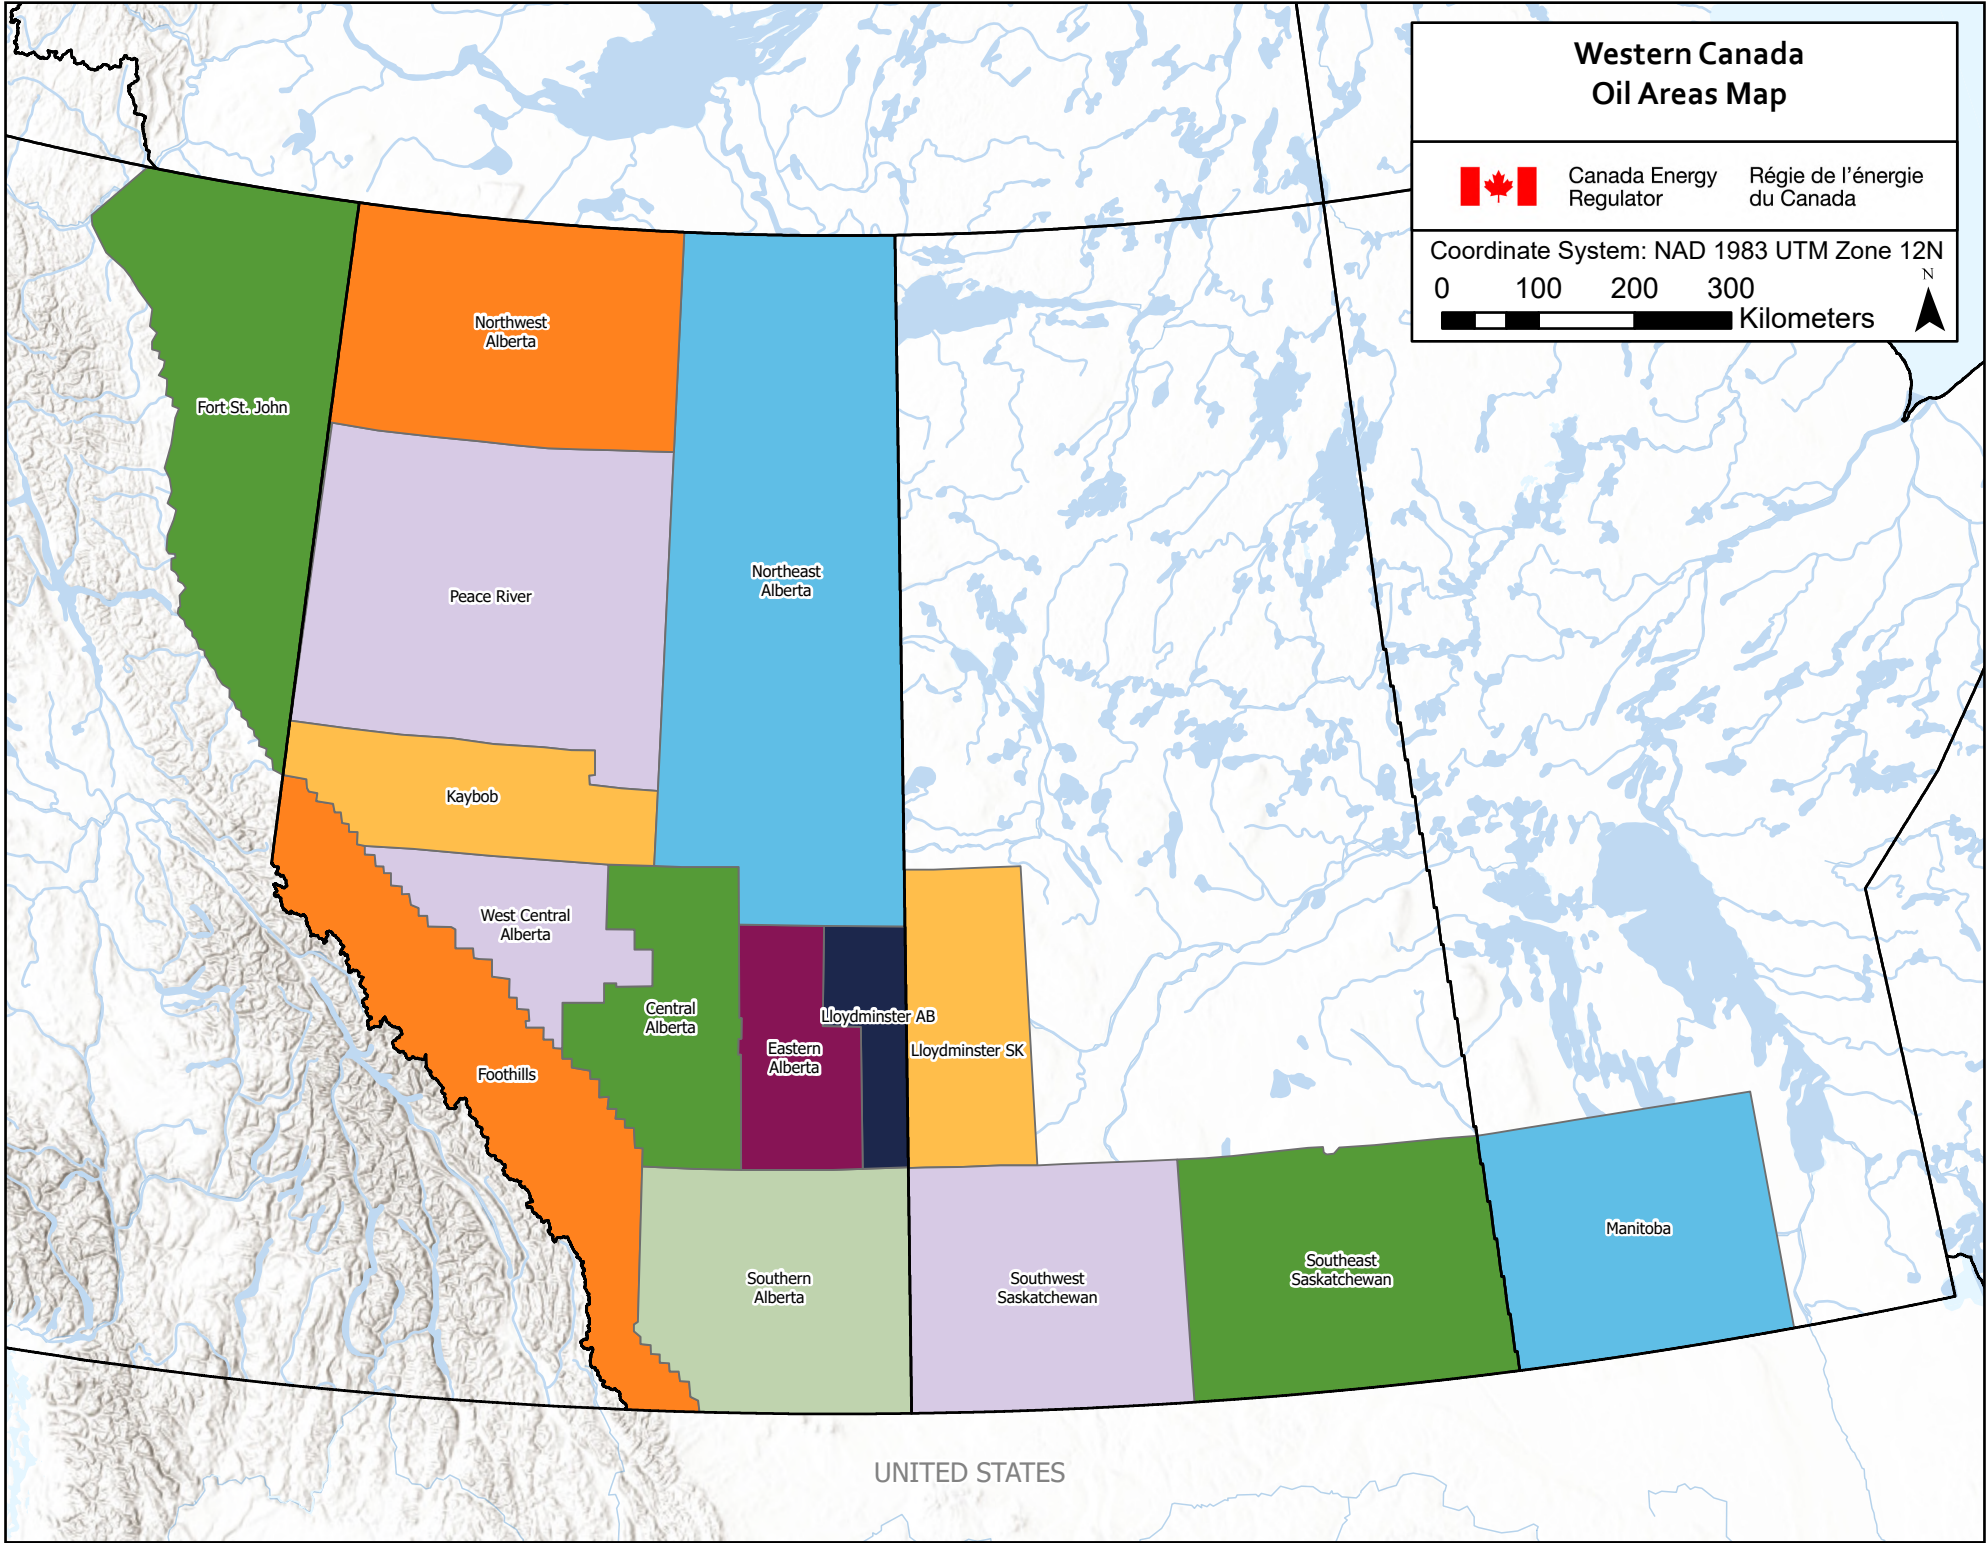 Western Canada
Oil Areas Map
Canada Energy
Regulator
Régie de l'énergie
du Canada
Coordinate System: NAD 1983 UTM Zone 12N
N
0 100 200 300
Kilometers
Northwest
Alberta
Fort St. John
Northeast
Alberta
Peace River
Kaybob
West Central
Alberta
Central
Alberta
Lloydminster AB
Eastern
Alberta
Lloydminster SK
Foothills
Manitoba
Southeast
Saskatchewan
Southern
Alberta
Southwest
Saskatchewan
UNITED STATES